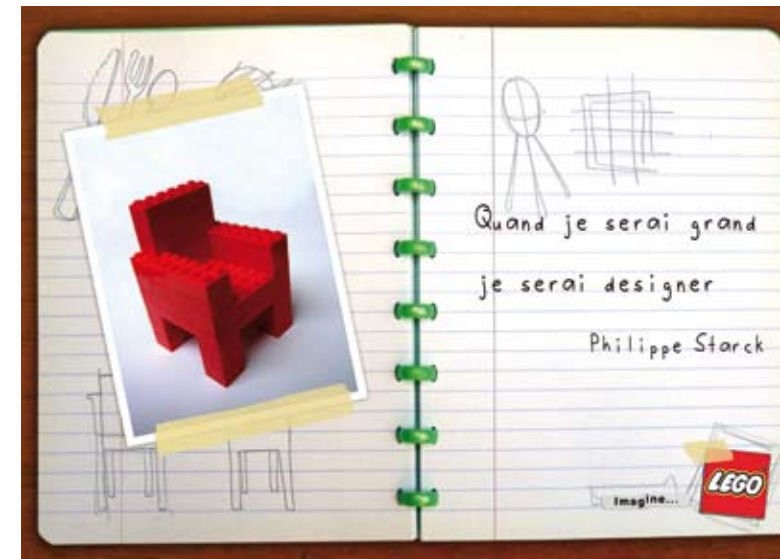 Quand je serai grand
je serai designer
Philippe Starck
Imagine...
LEGO